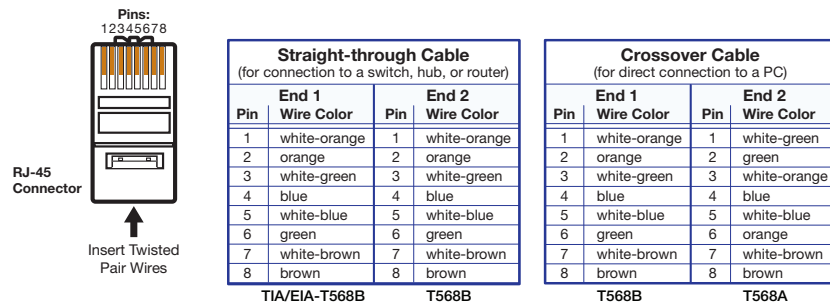 Pins:
12345678
RJ-45
Connector
Insert Twisted
Pair Wires
Straight-through Cable
(for connection to a switch, hub, or router)
End 1 End 2
Pin Wire Color Pin Wire Color
1 white-orange 1 white-orange
2 orange 2 orange
3 white-green 3 white-green
4 blue 4 blue
5 white-blue 5 white-blue
6 green 6 green
7 white-brown 7 white-brown
8 brown 8 brown
TIA/EIA-T568B T568B
Crossover Cable
(for direct connection to a PC)
End 1 End 2
Pin Wire Color Pin Wire Color
1 white-orange 1 white-green
2 orange 2 green
3 white-green 3 white-orange
4 blue 4 blue
5 white-blue 5 white-blue
6 green 6 orange
7 white-brown 7 white-brown
8 brown 8 brown
T568B T568A